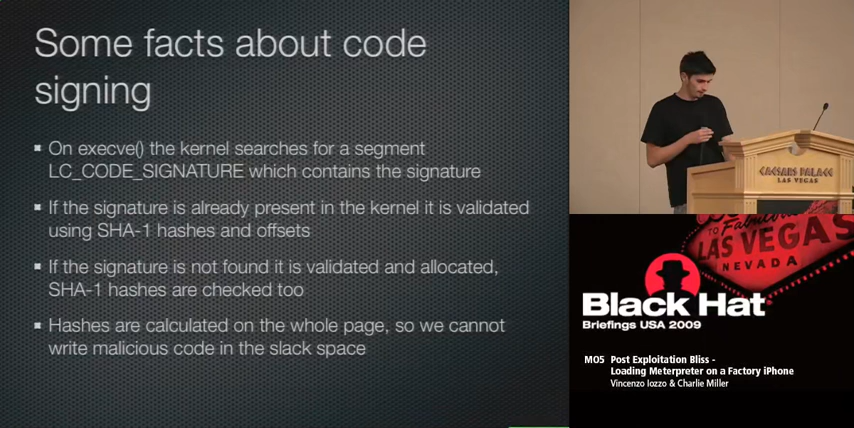 Some facts about code
signing
On execve() the kernel searches for a segment
LC_CODE_SIGNATURE which contains the signature
If the signature is already present in the kernel it is validated
using SHA-1 hashes and offsets
If the signature is not found it is validated and allocated,
SHA-1 hashes are checked too
Hashes are calculated on the whole page, so we cannot
write malicious code in the slack space
CAESARS PALACE
LAS VEGAS
TO Fabulous
LAS VEGAS
NEVADA
Black Hat
Briefings USA 2009
MO5 Post Exploitation Bliss -
Loading Meterpreter on a Factory iPhone
Vincenzo Iozzo & Charlie Miller